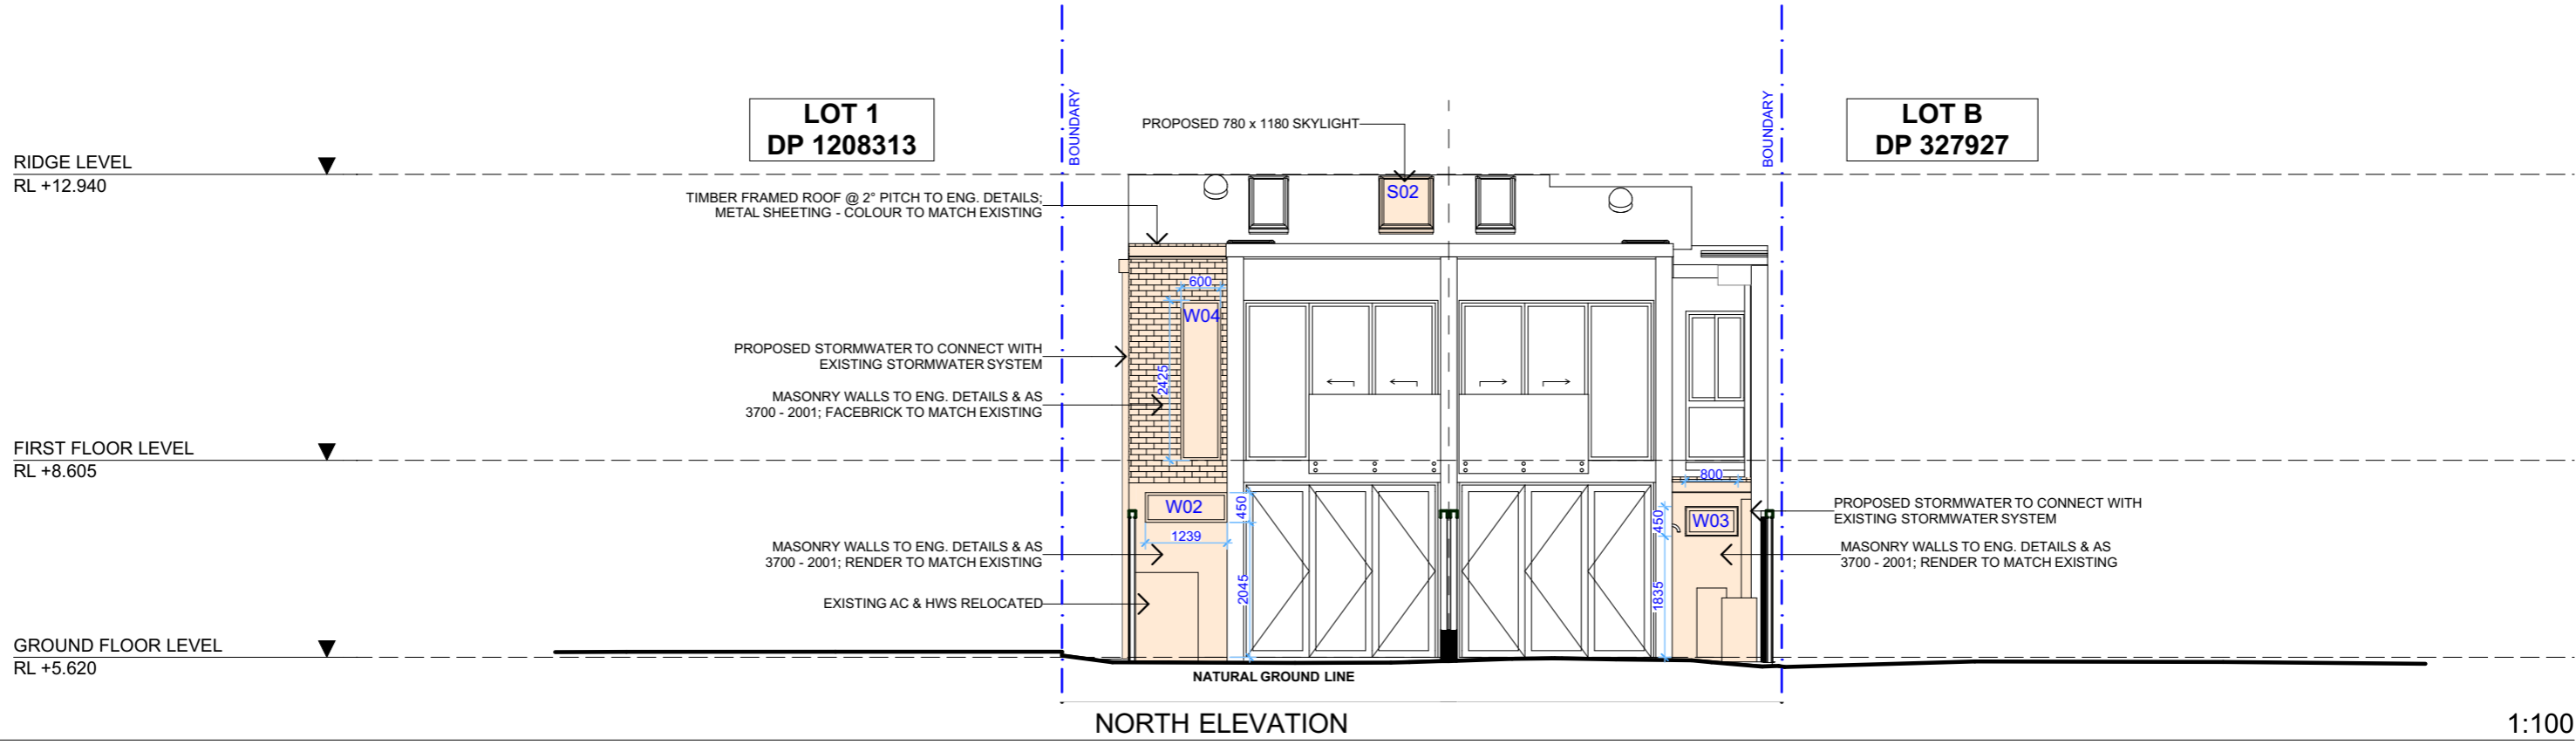 LOT 1
DP 1208313
BOUNDARY
PROPOSED 780 x 1180 SKYLIGHT
BOUNDARY
LOT B
DP 327927
RIDGE LEVEL
RL +12.940
TIMBER FRAMED ROOF @ 2° PITCH TO ENG. DETAILS;
METAL SHEETING - COLOUR TO MATCH EXISTING
S02
600
W04
2425
PROPOSED STORMWATER TO CONNECT WITH
EXISTING STORMWATER SYSTEM
MASONRY WALLS TO ENG. DETAILS & AS
3700 - 2001; FACEBRICK TO MATCH EXISTING
FIRST FLOOR LEVEL
RL +8.605
800
W02
450
1239
450
W03
PROPOSED STORMWATER TO CONNECT WITH
EXISTING STORMWATER SYSTEM
MASONRY WALLS TO ENG. DETAILS & AS
3700 - 2001; RENDER TO MATCH EXISTING
MASONRY WALLS TO ENG. DETAILS & AS
3700 - 2001; RENDER TO MATCH EXISTING
2045
1835
EXISTING AC & HWS RELOCATED
GROUND FLOOR LEVEL
RL +5.620
NATURAL GROUND LINE
NORTH ELEVATION
1:100